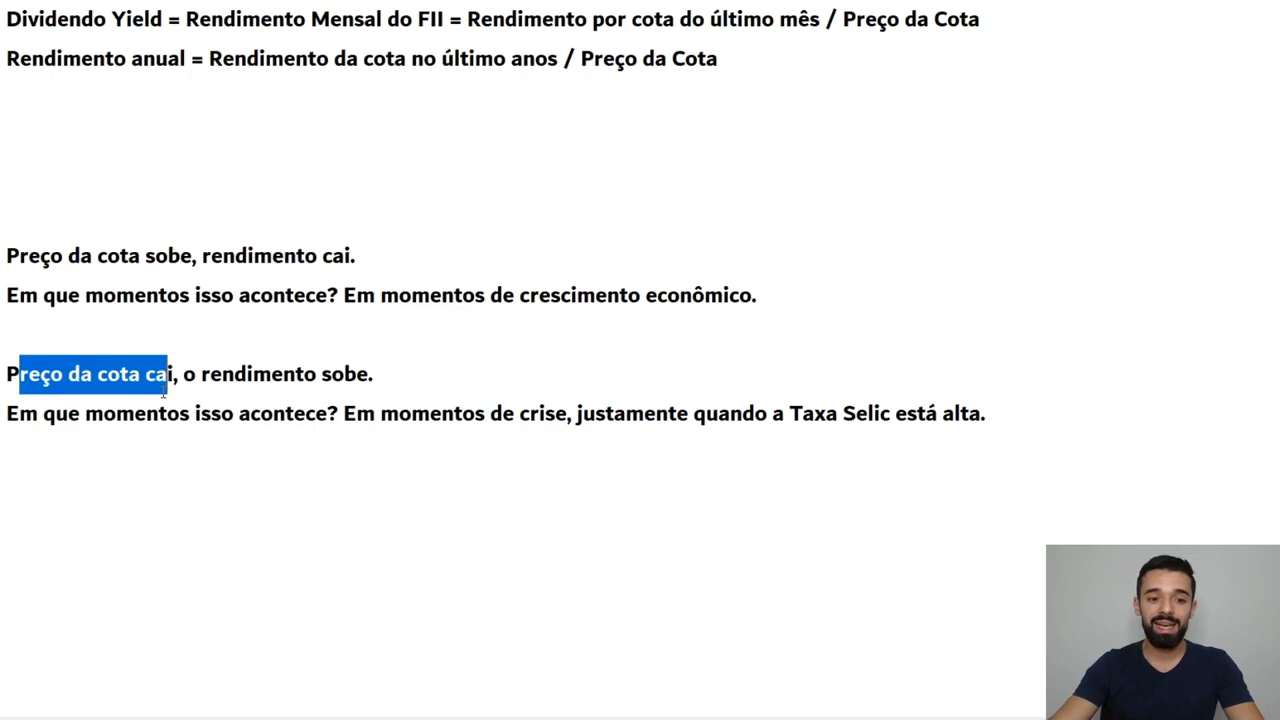 Dividendo Yield = Rendimento Mensal do FII = Rendimento por cota do último mês / Preço da Cota
Rendimento anual = Rendimento da cota no último anos / Preço da Cota
Preço da cota sobe, rendimento cai.
Em que momentos isso acontece? Em momentos de crescimento econômico.
Preço da cota cai, o rendimento sobe.
Em que momentos isso acontece? Em momentos de crise, justamente quando a Taxa Selic está alta.